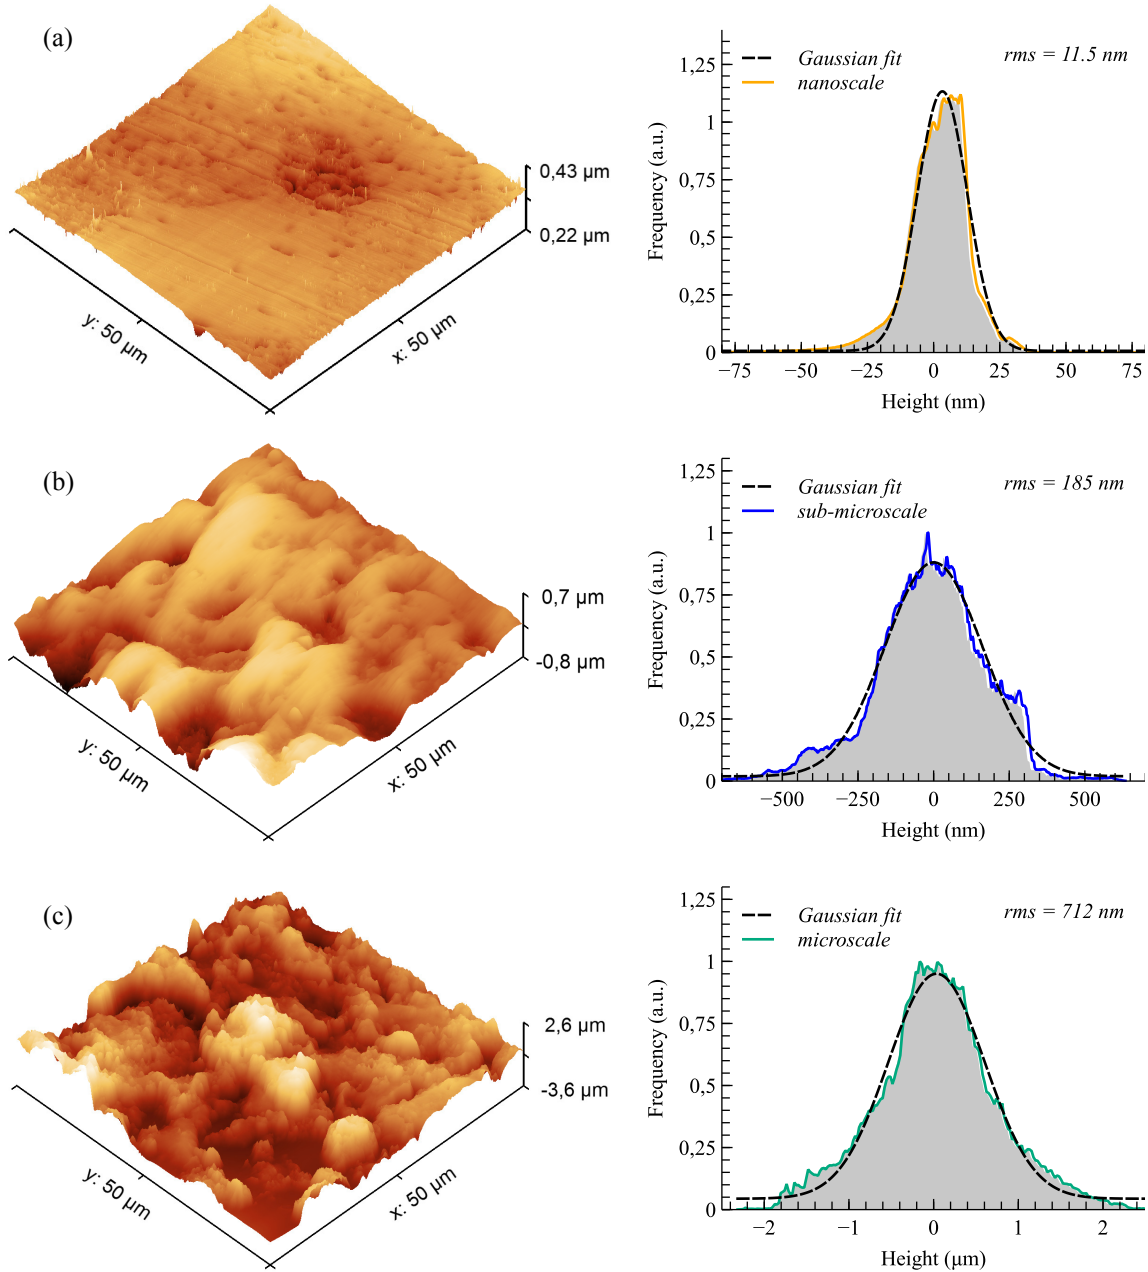 (a)
0,43 µm
0,22 µm
y: 50 µm
x: 50 µm
Gaussian fit
nanoscale
rms = 11.5 nm
Frequency (a.u.)
1,25
1
0,75
0,5
0,25
0
−75 −50 −25 0 25 50 75
Height (nm)
(b)
0,7 µm
-0,8 µm
y: 50 µm
x: 50 µm
Gaussian fit
sub-microscale
rms = 185 nm
Frequency (a.u.)
1,25
1
0,75
0,5
0,25
0
−500 −250 0 250 500
Height (nm)
(c)
2,6 µm
-3,6 µm
y: 50 µm
x: 50 µm
Gaussian fit
microscale
rms = 712 nm
Frequency (a.u.)
1,25
1
0,75
0,5
0,25
0
−2 −1 0 1 2
Height (µm)